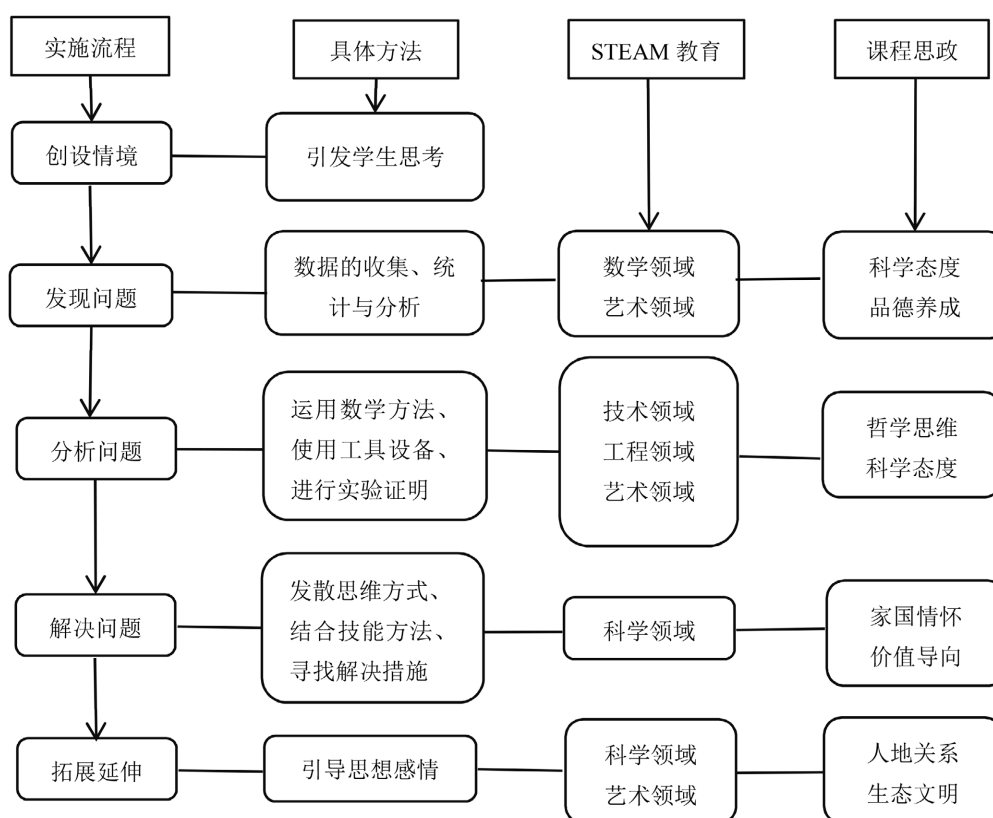 实施流程
具体方法
STEAM 教育
课程思政
创设情境
引发学生思考
发现问题
数据的收集、统
计与分析
数学领域
艺术领域
科学态度
品德养成
分析问题
运用数学方法、
使用工具设备、
进行实验证明
技术领域
工程领域
艺术领域
哲学思维
科学态度
解决问题
发散思维方式、
结合技能方法、
寻找解决措施
科学领域
家国情怀
价值导向
拓展延伸
引导思想感情
科学领域
艺术领域
人地关系
生态文明